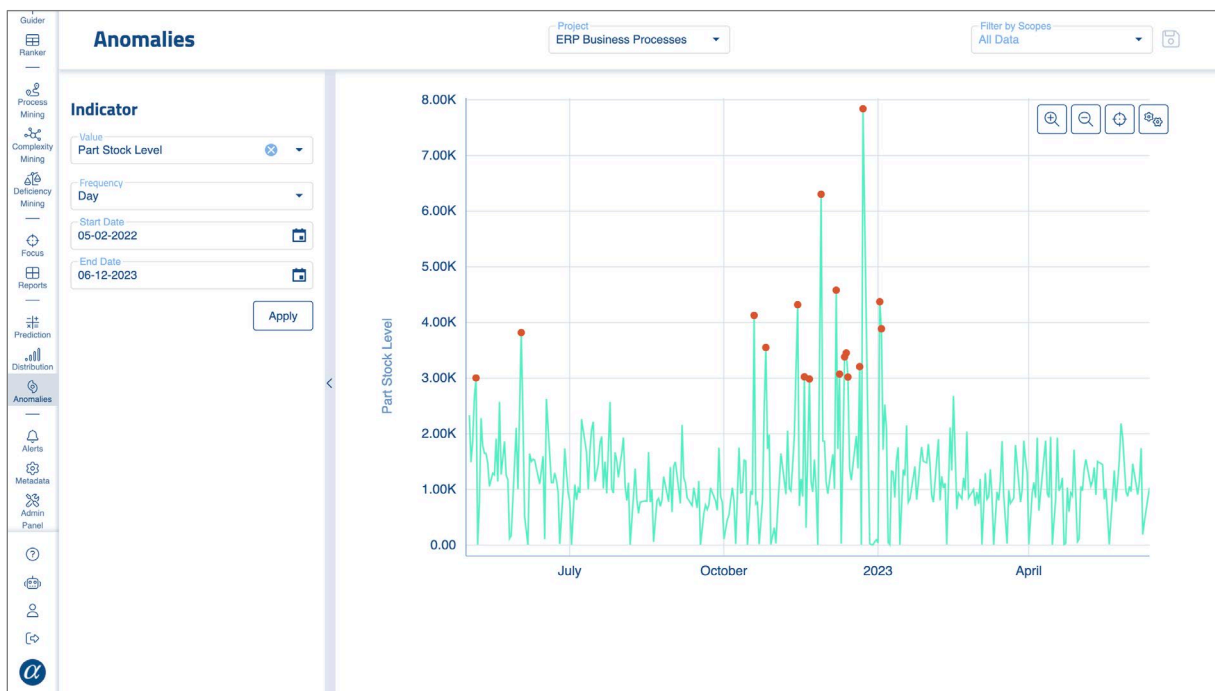 Guider
Ranker
Process
Mining
Complexity
Mining
Deficiency
Mining
Focus
Reports
Prediction
Distribution
Anomalies
Alerts
Metadata
Admin
Panel
α
Anomalies
Project
ERP Business Processes
Filter by Scopes
All Data
Indicator
Value
Part Stock Level
Frequency
Day
Start Date
05-02-2022
End Date
06-12-2023
Apply
Part Stock Level
8.00K
7.00K
6.00K
5.00K
4.00K
3.00K
2.00K
1.00K
0.00
July
October
2023
April